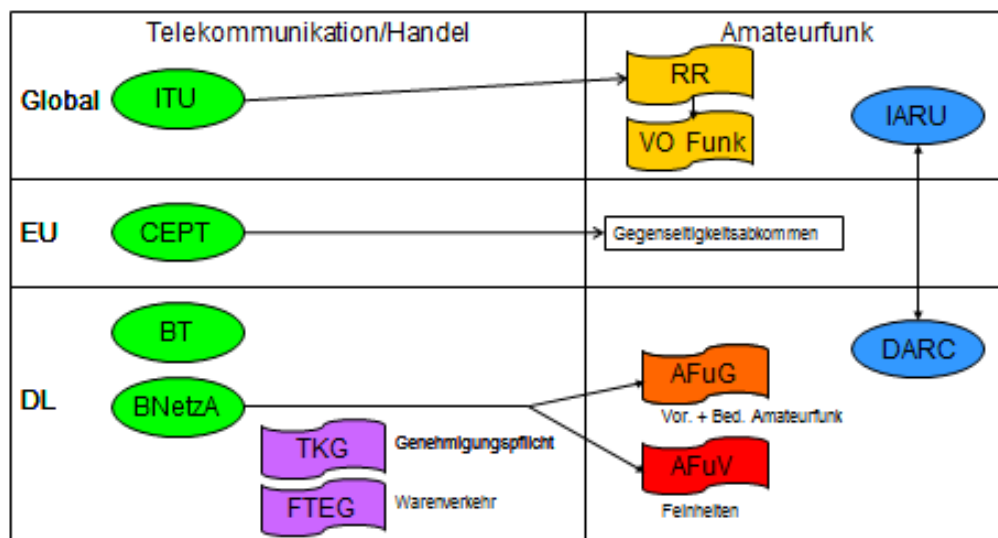 Telekommunikation/Handel
Amateurfunk
Global
ITU
RR
VO Funk
IARU
EU
CEPT
Gegenseitigkeitsabkommen
DL
BT
BNetzA
AFuG
Vor. + Bed. Amateurfunk
DARC
TKG
Genehmigungspflicht
AFuV
FTEG
Warenverkehr
Feinheiten